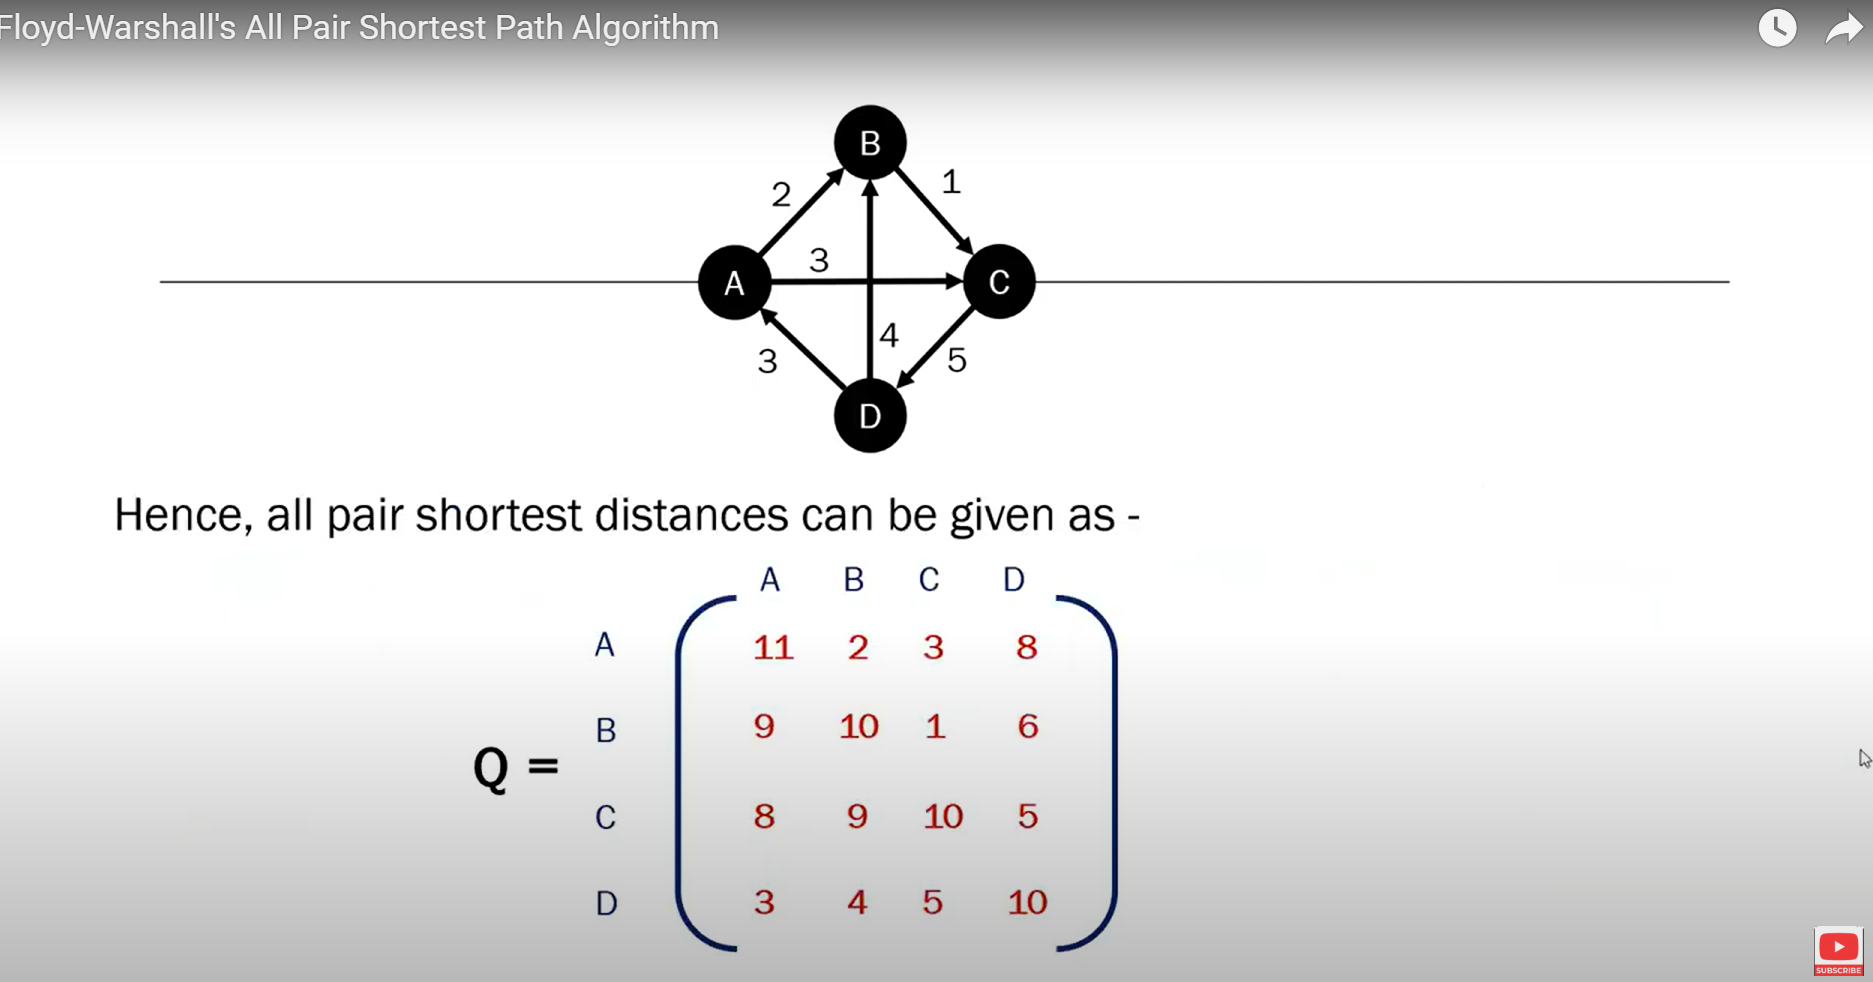 Floyd-Warshall's All Pair Shortest Path Algorithm
B
2 1
3
A C
4
3 5
D
Hence, all pair shortest distances can be given as -
A B C D
A 11 2 3 8
B 9 10 1 6
Q =
C 8 9 10 5
D 3 4 5 10
SUBSCRIBE